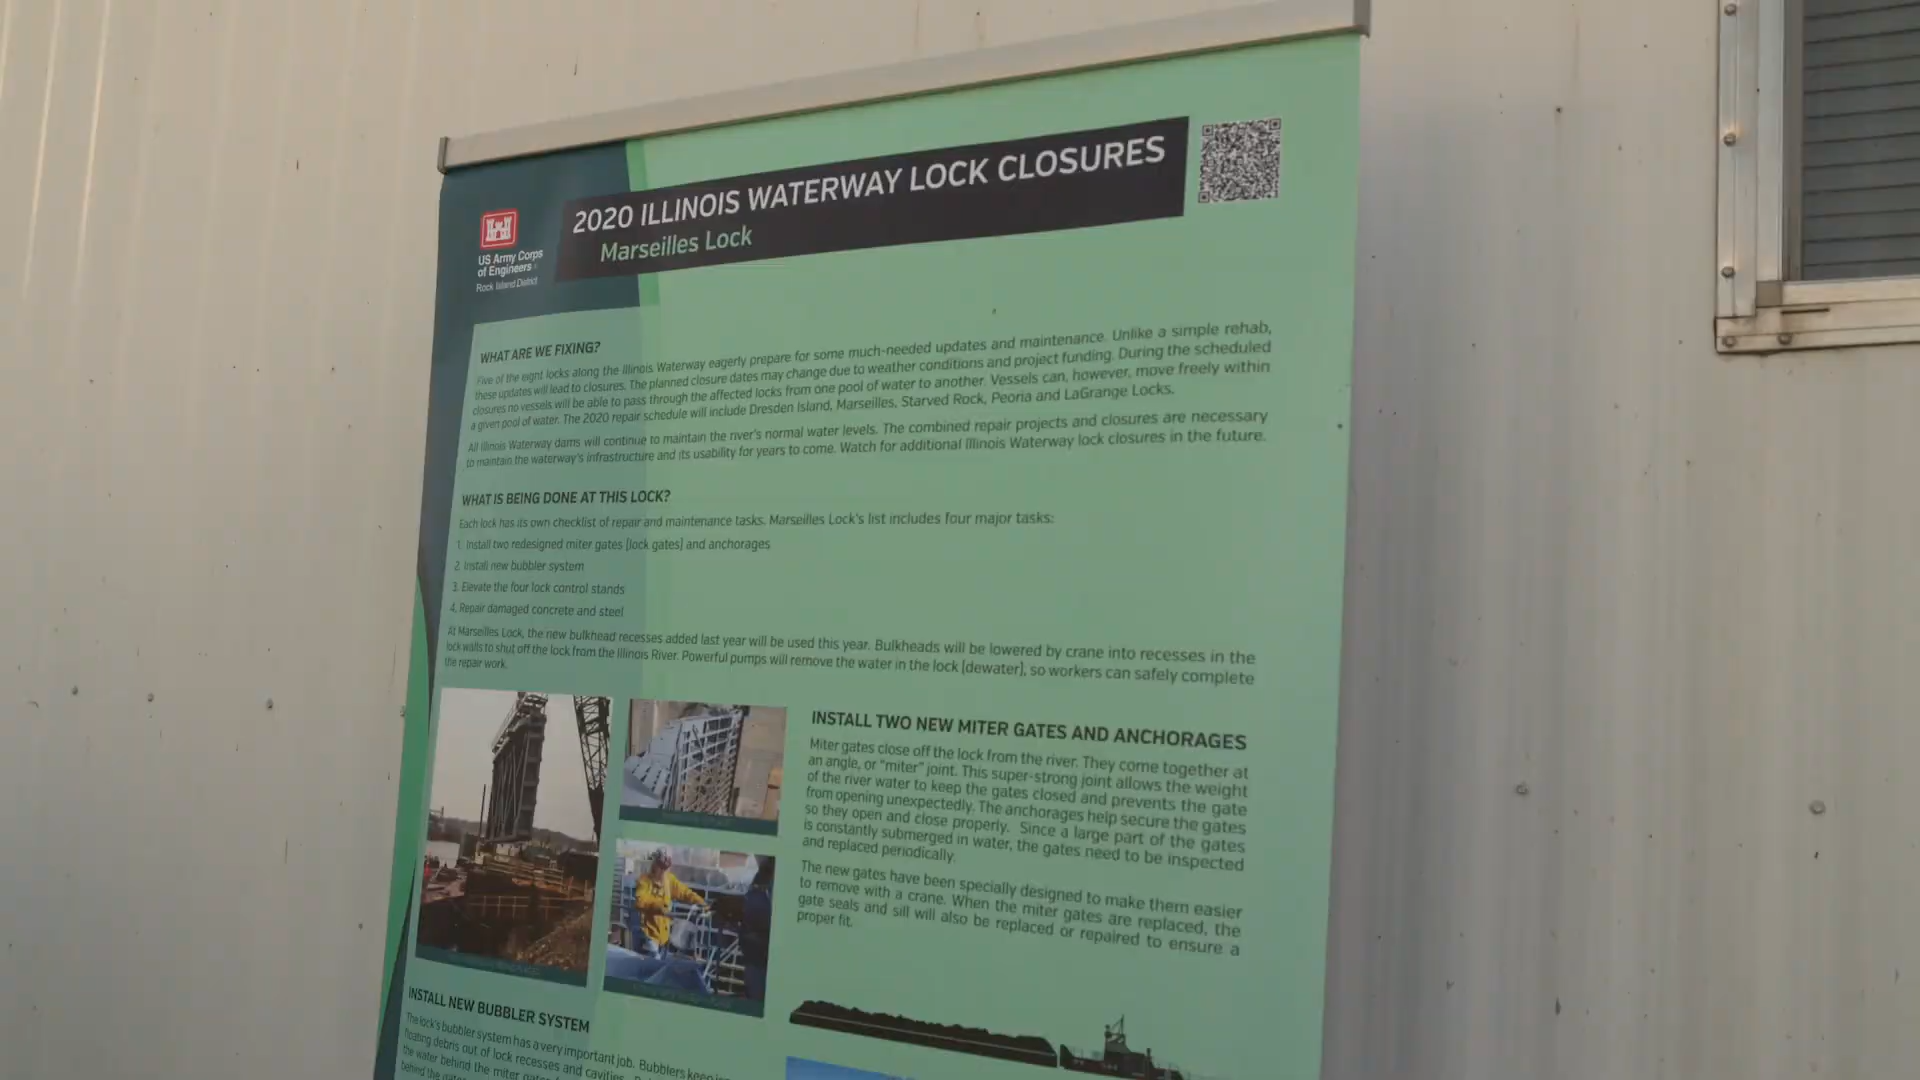 2020 ILLINOIS WATERWAY LOCK CLOSURES
Marseilles Lock
US Army Corps
of Engineers
Rock Island District
WHAT ARE WE FIXING?
Five of the eight locks along the Illinois Waterway eagerly prepare for some much-needed updates and maintenance. Unlike a simple rehab,
these updates will lead to closures. The planned closure dates may change due to weather conditions and project funding. During the scheduled
closures no vessels will be able to pass through the affected locks from one pool of water to another. Vessels can, however, move freely within
a given pool of water. The 2020 repair schedule will include Dresden Island, Marseilles, Starved Rock, Peoria and LaGrange Locks.
All Illinois Waterway dams will continue to maintain the river's normal water levels. The combined repair projects and closures are necessary
to maintain the waterway's infrastructure and its usability for years to come. Watch for additional Illinois Waterway lock closures in the future.
WHAT IS BEING DONE AT THIS LOCK?
Each lock has its own checklist of repair and maintenance tasks. Marseilles Lock's list includes four major tasks:
1. Install two redesigned miter gates (lock gates) and anchorages
2. Install new bubbler system
3. Elevate the four lock control stands
4. Repair damaged concrete and steel
At Marseilles Lock, the new bulkhead recesses added last year will be used this year. Bulkheads will be lowered by crane into recesses in the
lock walls to shut off the lock from the Illinois River. Powerful pumps will remove the water in the lock (dewater), so workers can safely complete
the repair work.
INSTALL TWO NEW MITER GATES AND ANCHORAGES
Miter gates close off the lock from the river. They come together at
an angle, or "miter" joint. This super-strong joint allows the weight
of the river water to keep the gates closed and prevents the gate
from opening unexpectedly. The anchorages help secure the gates
so they open and close properly. Since a large part of the gates
is constantly submerged in water, the gates need to be inspected
and replaced periodically.
The new gates have been specially designed to make them easier
to remove with a crane. When the miter gates are replaced, the
gate seals and sill will also be replaced or repaired to ensure a
proper fit.
INSTALL NEW BUBBLER SYSTEM
The lock's bubbler system has a very important job. Bubblers keep
floating debris out of lock recesses and cavities.
the water behind the miter
behind the